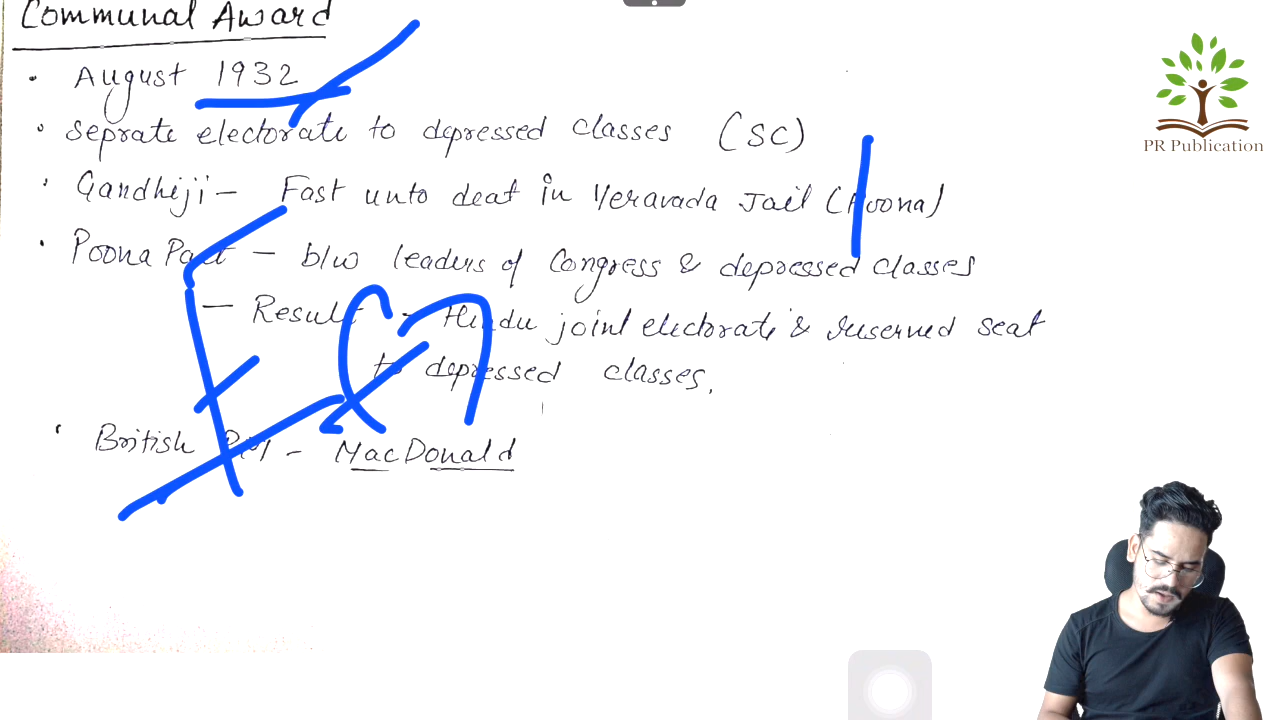 Communal Award
PR Publication
• August 1932
• Seprate electorate to depressed classes (SC)
• Gandhiji – Fast unto deat in Yeravada Jail (Poona)
• Poona Pact – b/w leaders of Congress & depressed classes
– Result - Hindu joint electorate & reserved seat
to depressed classes.
• British PM – MacDonald